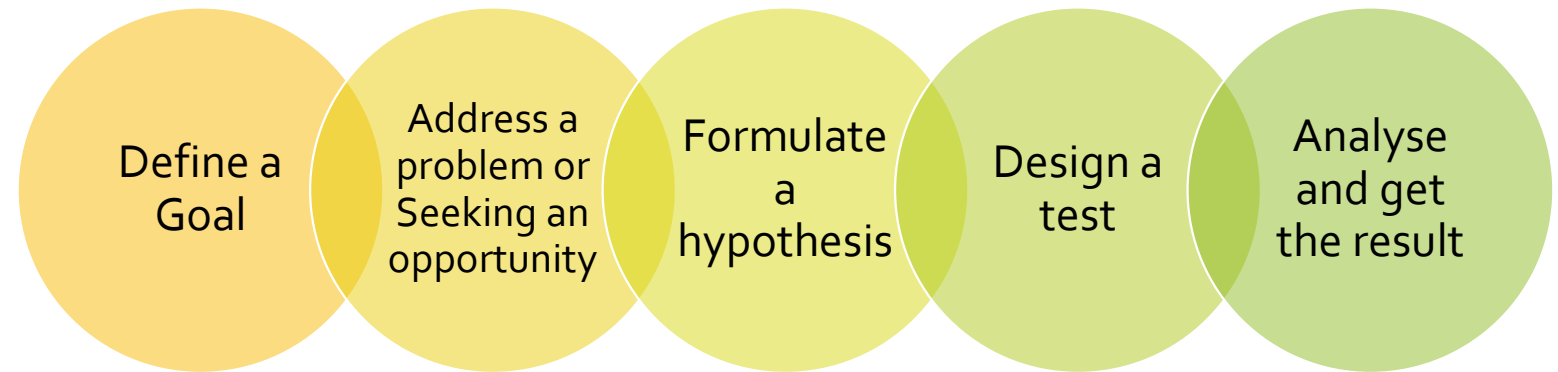 Define a
Goal
Address a
problem or
Seeking an
opportunity
Formulate
a
hypothesis
Design a
test
Analyse
and get
the result